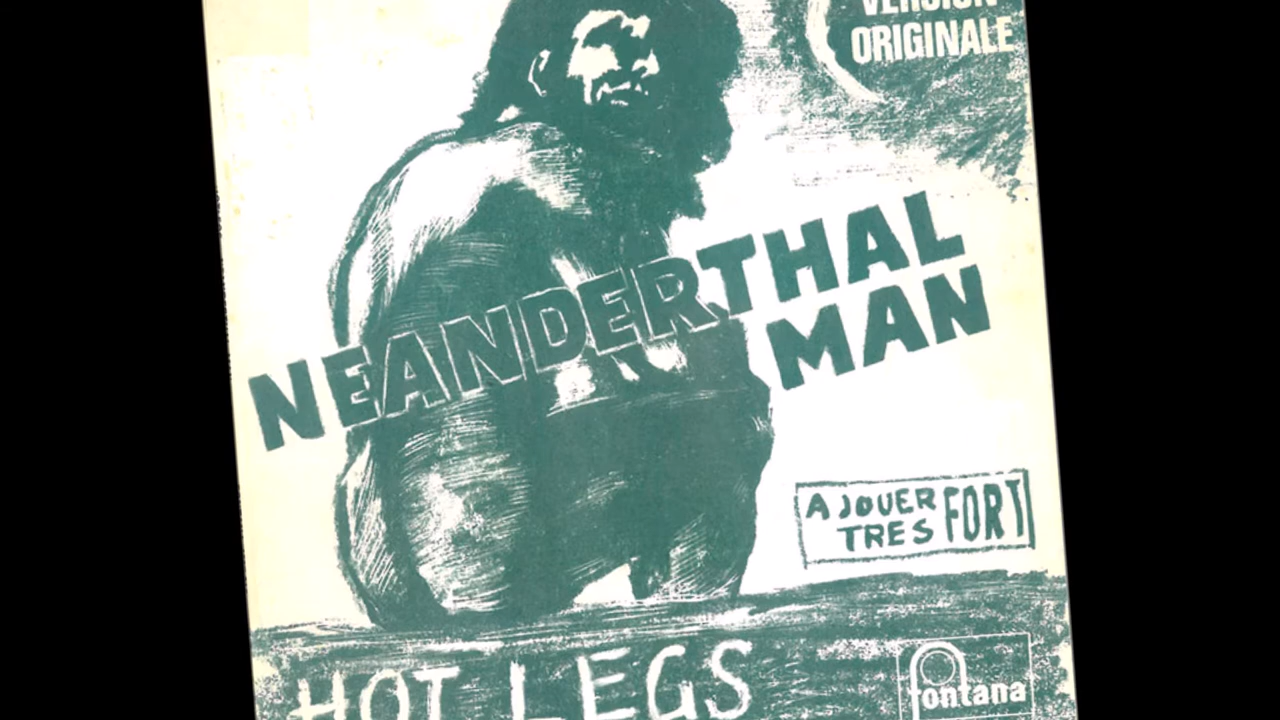 VERSION
ORIGINALE
NEANDERTHAL
MAN
A JOUER
TRES FORT
HOT LEGS
fontana